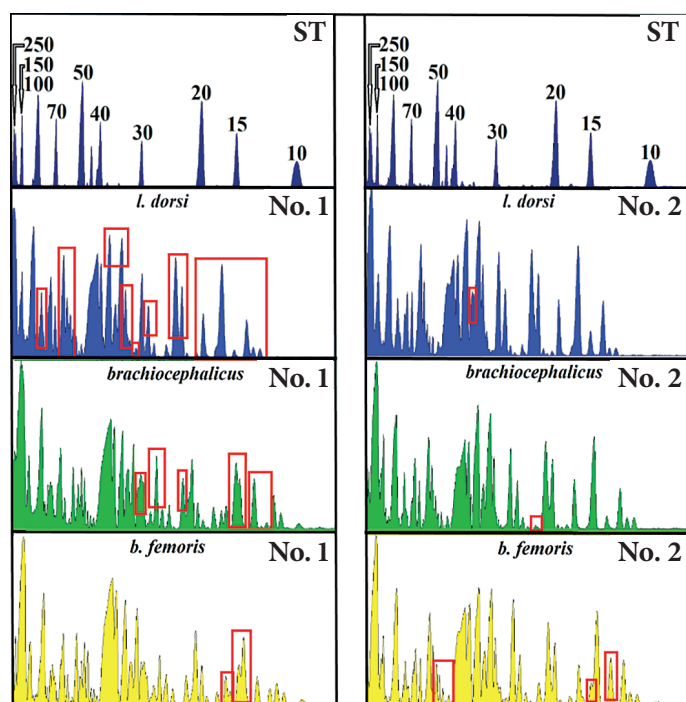 ST
250
150
100
70
50
40
30
20
15
10
No. 1
l. dorsi
No. 1
brachiocephalicus
No. 1
b. femoris
ST
250
150
100
70
50
40
30
20
15
10
No. 2
l. dorsi
No. 2
brachiocephalicus
No. 2
b. femoris